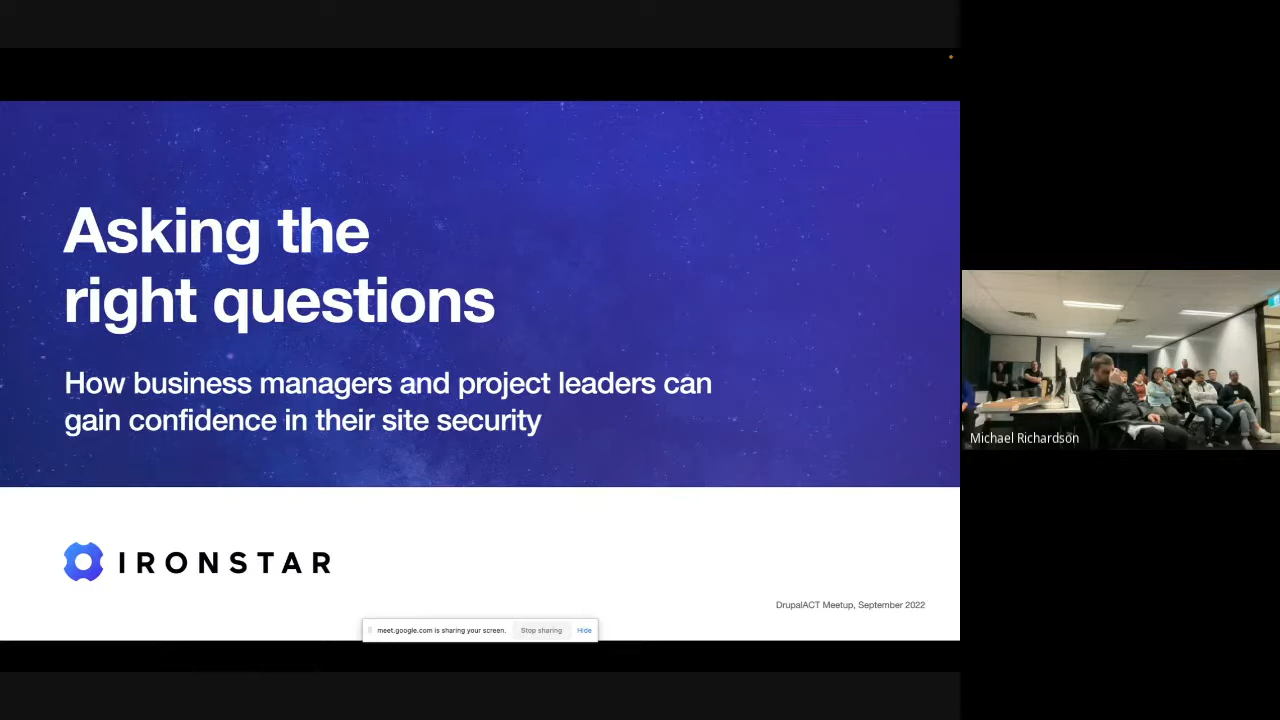 Asking the
right questions
How business managers and project leaders can
gain confidence in their site security
IRONSTAR
DrupalACT Meetup, September 2022
meet.google.com is sharing your screen.
Stop sharing
Hide
Michael Richardson